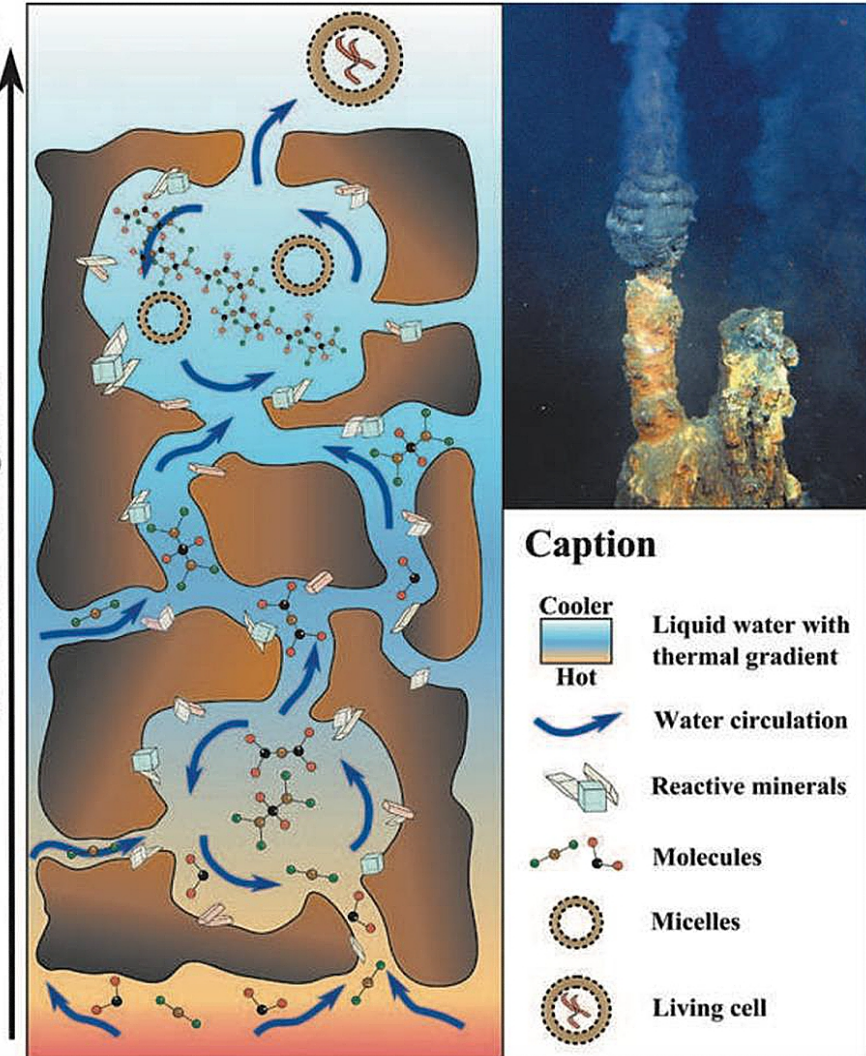 Caption
Cooler
Hot
Liquid water with
thermal gradient
Water circulation
Reactive minerals
Molecules
Micelles
Living cell